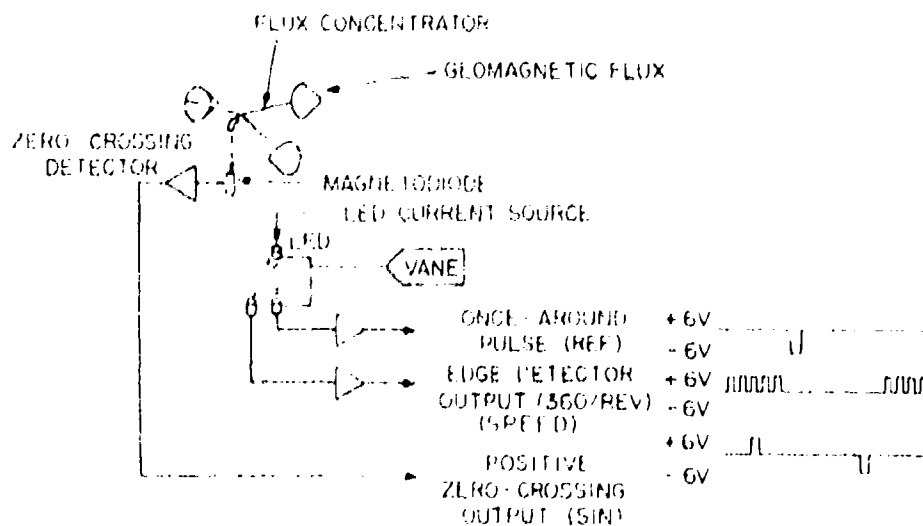 FLUX CONCENTRATOR
GEOMAGNETIC FLUX
ZERO-CROSSING
DETECTOR
MAGNETODIODE
LED CURRENT SOURCE
LED
VANE
ONCE-AROUND
PULSE (REF)
+6V
-6V
EDGE DETECTOR
OUTPUT (360/REV)
(SPEED)
+6V
-6V
POSITIVE
ZERO-CROSSING
OUTPUT (SIN)
+6V
-6V